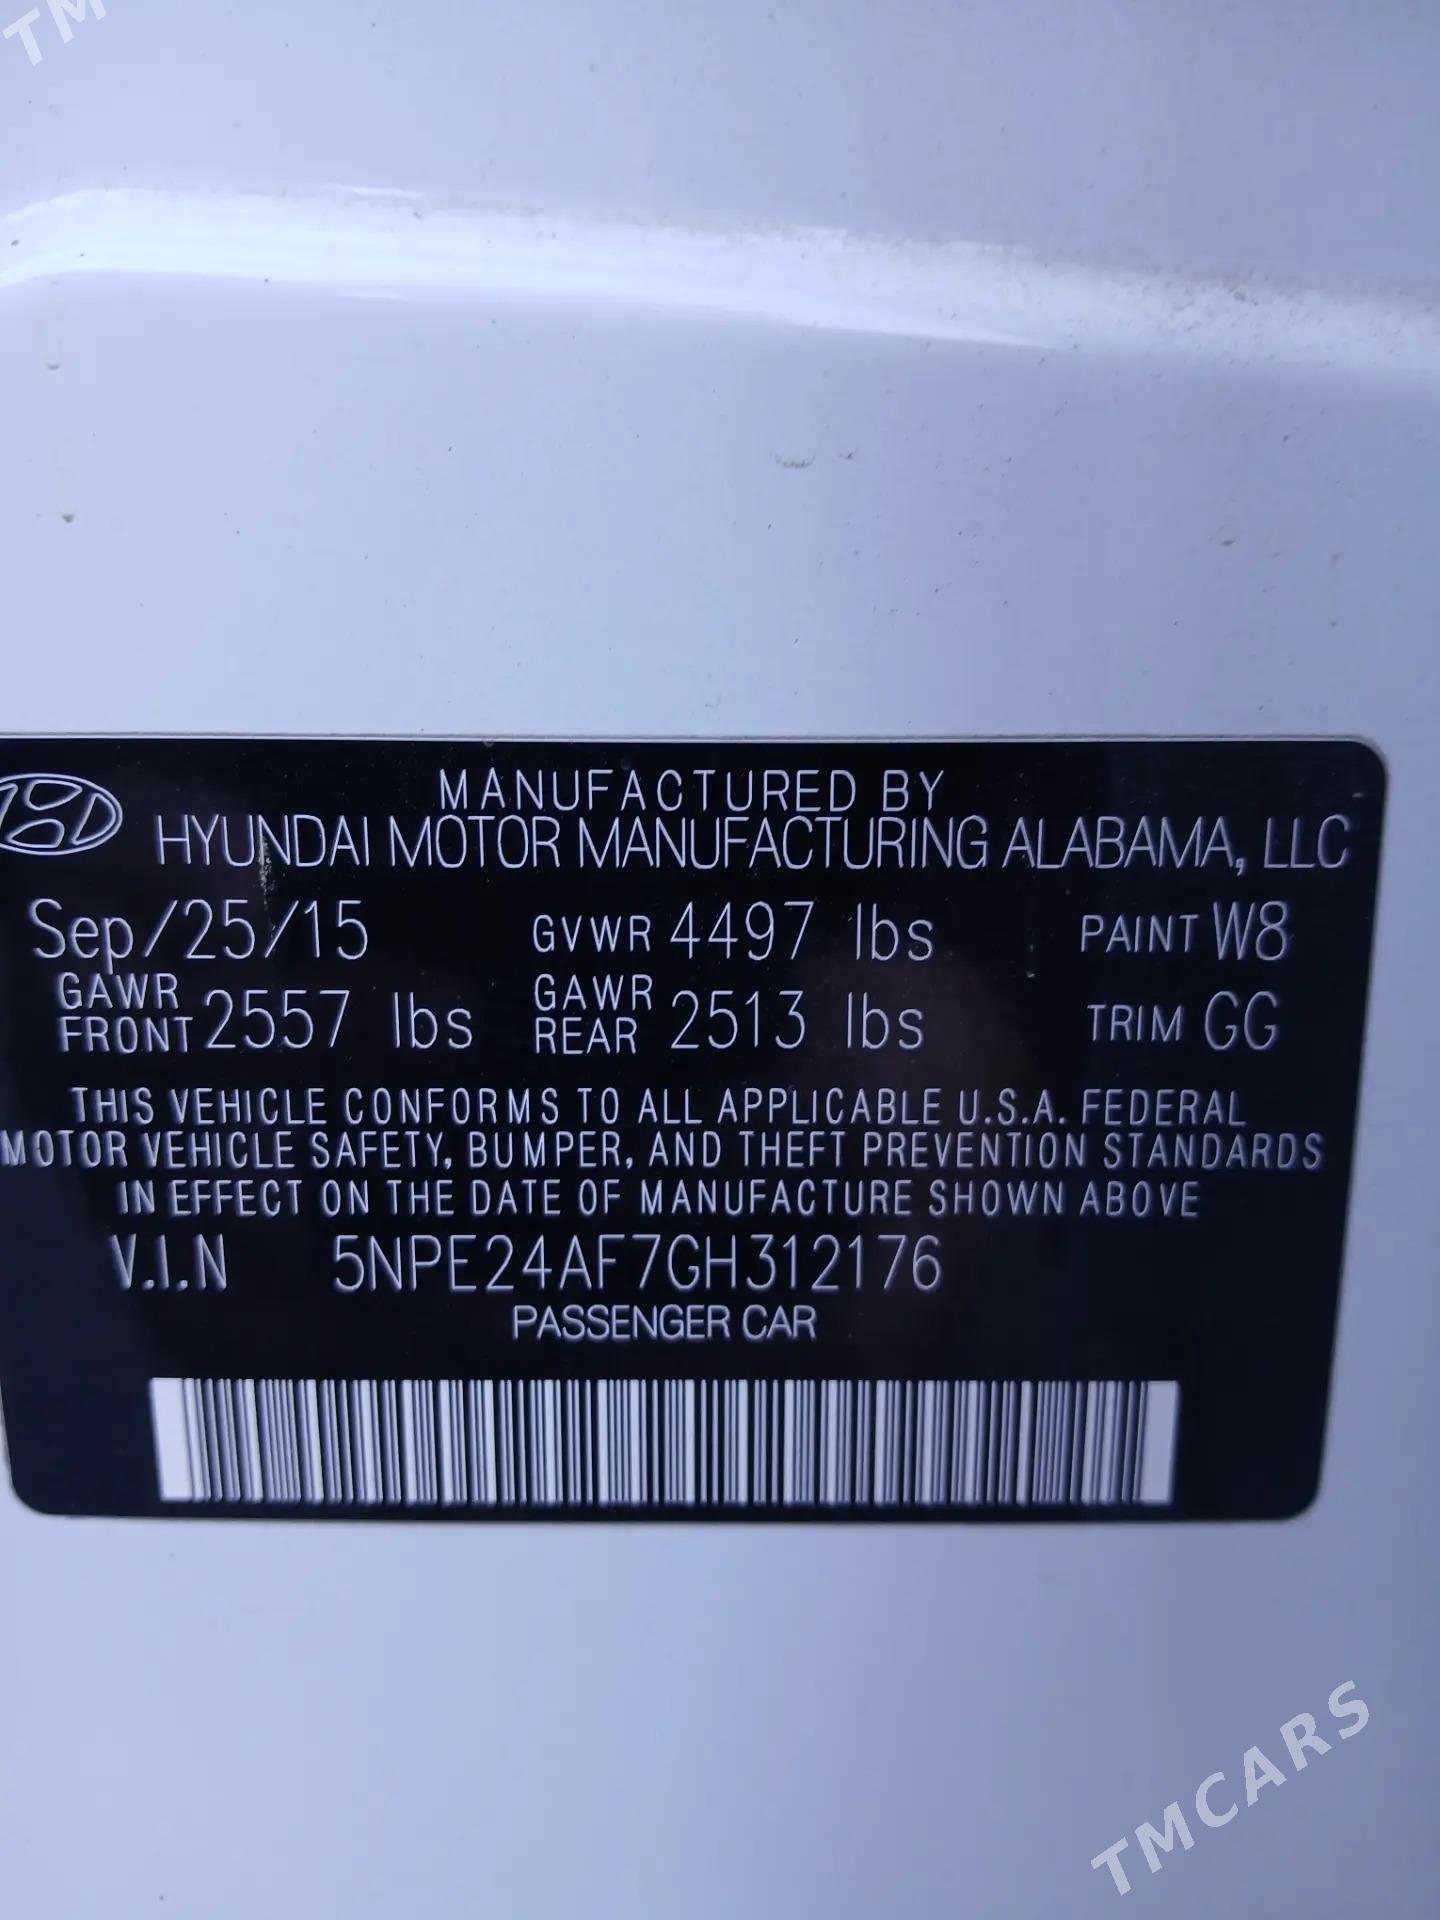 TM
MANUFACTURED BY
HYUNDAI MOTOR MANUFACTURING ALABAMA, LLC
Sep/25/15 GVWR 4497 lbs PAINT W8
GAWR FRONT 2557 lbs GAWR REAR 2513 lbs TRIM GG
THIS VEHICLE CONFORMS TO ALL APPLICABLE U.S.A. FEDERAL
MOTOR VEHICLE SAFETY, BUMPER, AND THEFT PREVENTION STANDARDS
IN EFFECT ON THE DATE OF MANUFACTURE SHOWN ABOVE
V.I.N 5NPE24AF7GH312176
PASSENGER CAR
TMCARS